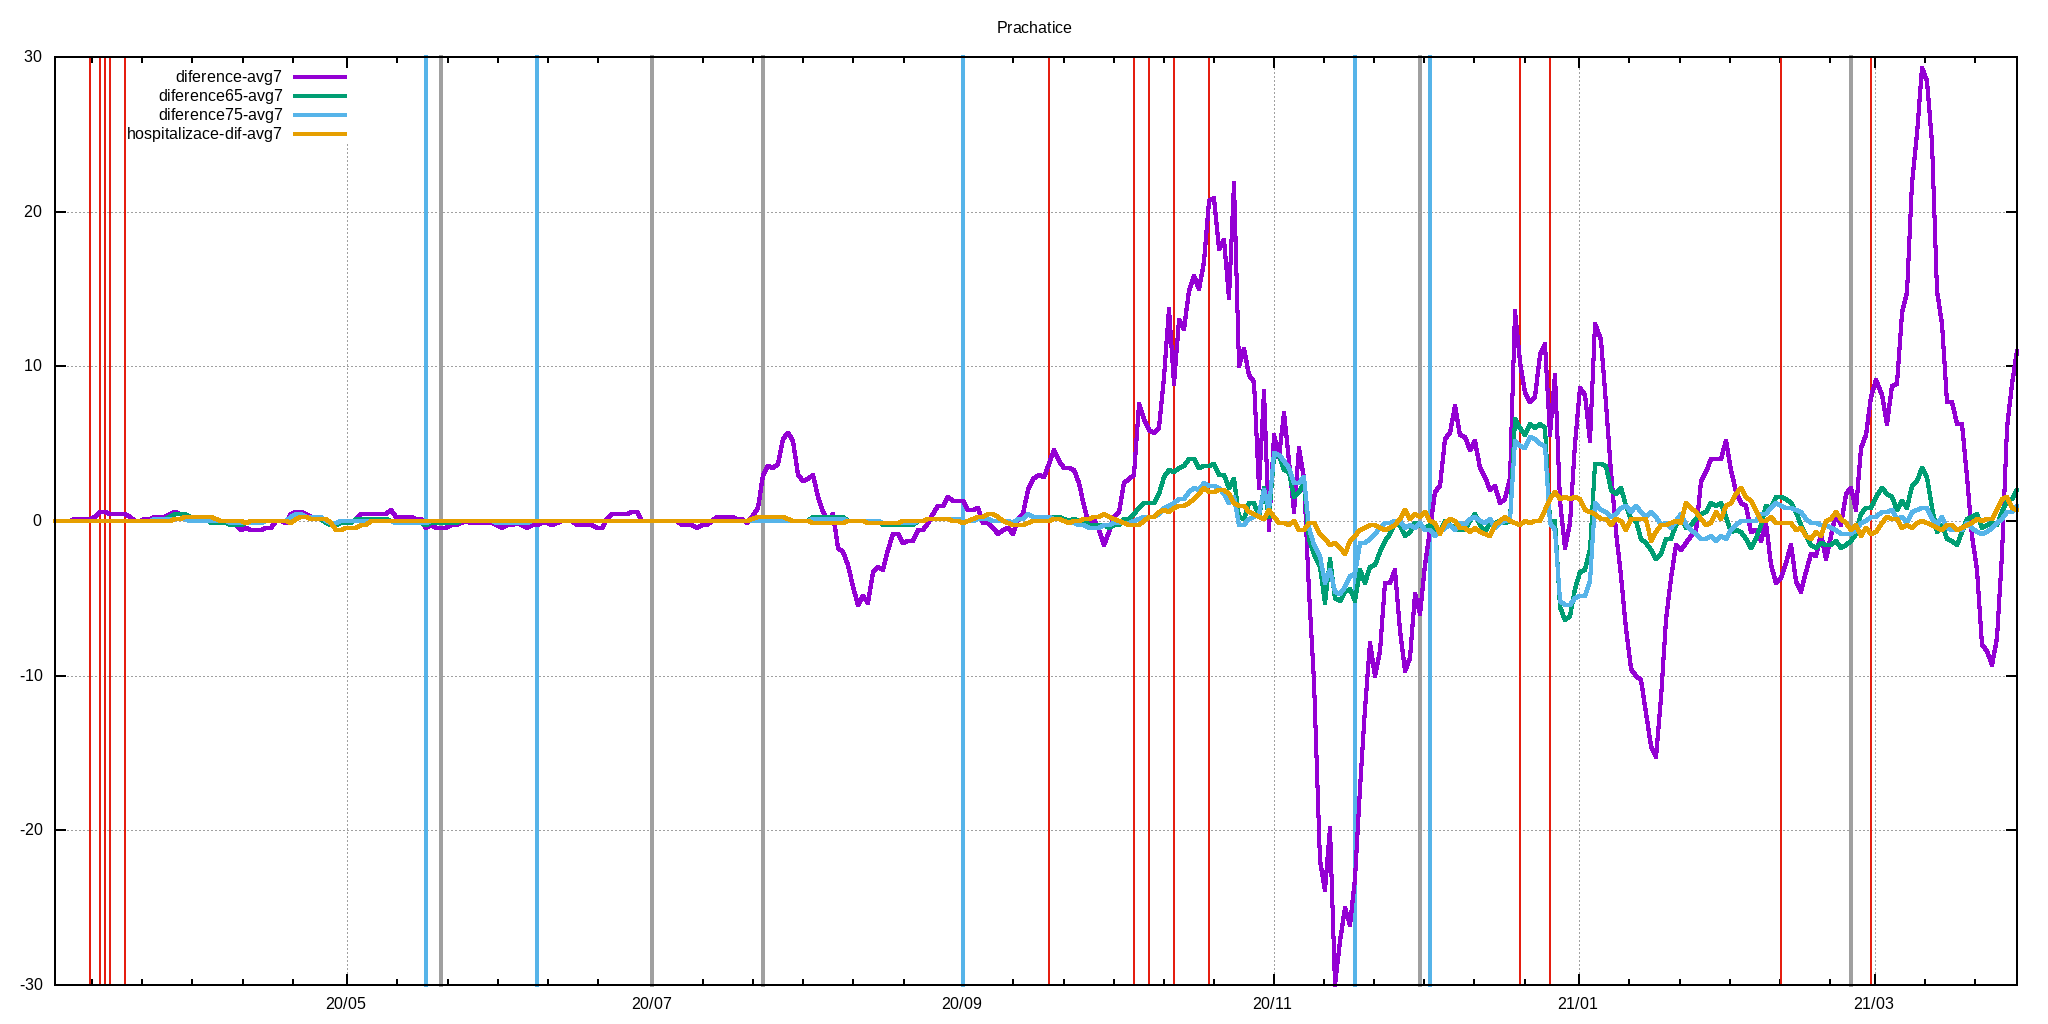 Prachatice
diference-avg7
diference65-avg7
diference75-avg7
hospitalizace-dif-avg7
30
20
10
0
-10
-20
-30
20/05 20/07 20/09 20/11 21/01 21/03